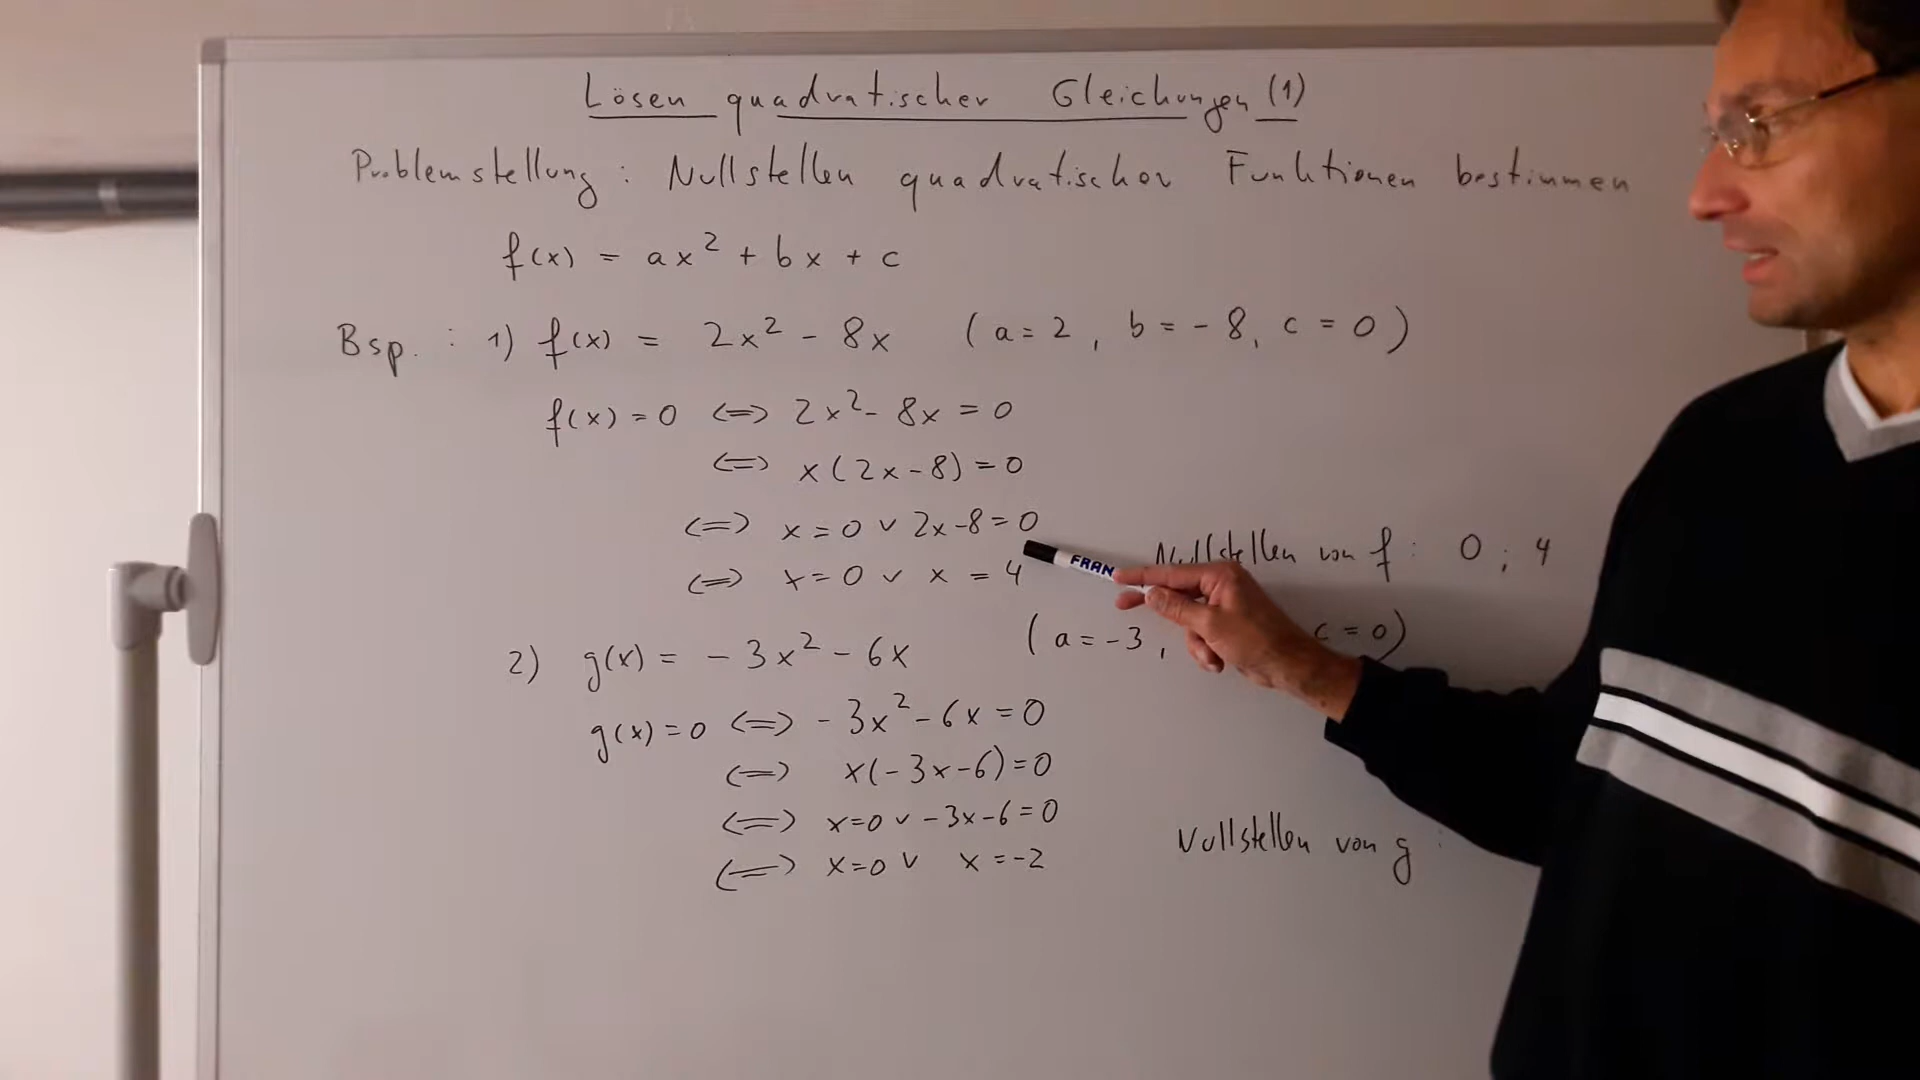 Lösen quadratischer Gleichungen (1)
Problemstellung : Nullstellen quadratischer Funktionen bestimmen
f(x) = ax² + bx + c
Bsp. : 1) f(x) = 2x² - 8x ( a = 2 , b = - 8, c = 0 )
f(x) = 0 <=> 2x² - 8x = 0
<=> x ( 2x - 8 ) = 0
<=> x = 0 ∨ 2x - 8 = 0
<=> x = 0 ∨ x = 4 Nullstellen von f : 0 ; 4
FRAN
2) g(x) = - 3x² - 6x ( a = - 3 , c = 0 )
g(x) = 0 <=> - 3x² - 6x = 0
<=> x(- 3x - 6) = 0
<=> x = 0 ∨ - 3x - 6 = 0
<=> x = 0 ∨ x = - 2 Nullstellen von g :